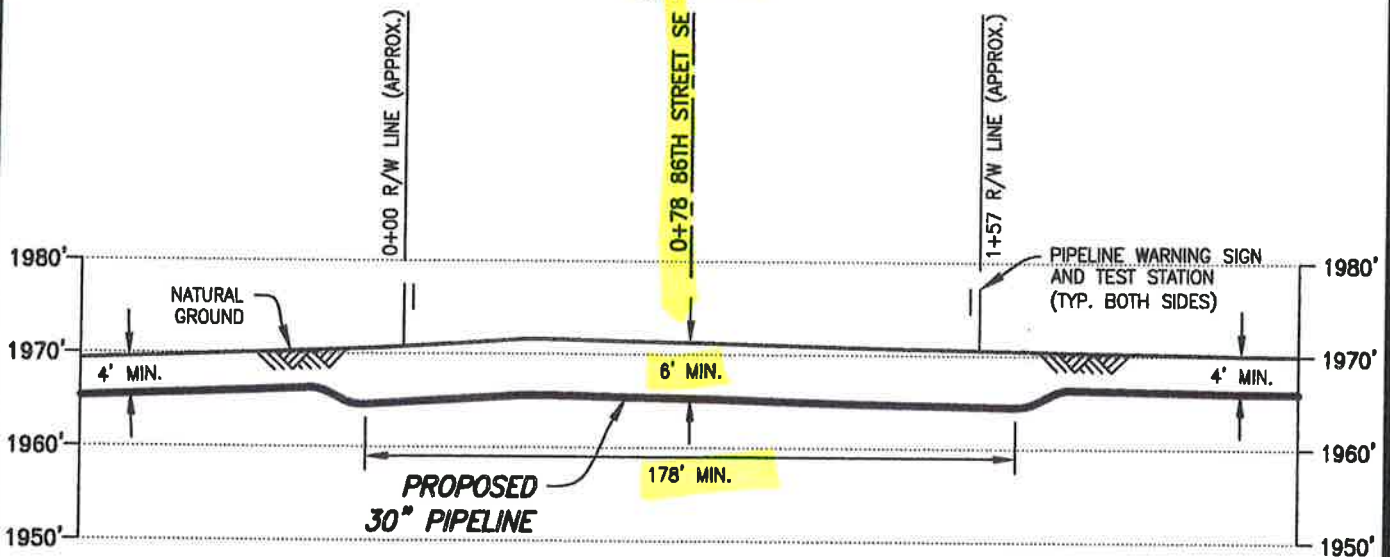 0+00 R/W LINE (APPROX.)
0+78 86TH STREET SE
1+57 R/W LINE (APPROX.)
1980'
1980'
PIPELINE WARNING SIGN
AND TEST STATION
(TYP. BOTH SIDES)
NATURAL
GROUND
1970'
1970'
4' MIN.
6' MIN.
4' MIN.
1960'
1960'
178' MIN.
PROPOSED
30" PIPELINE
1950'
1950'